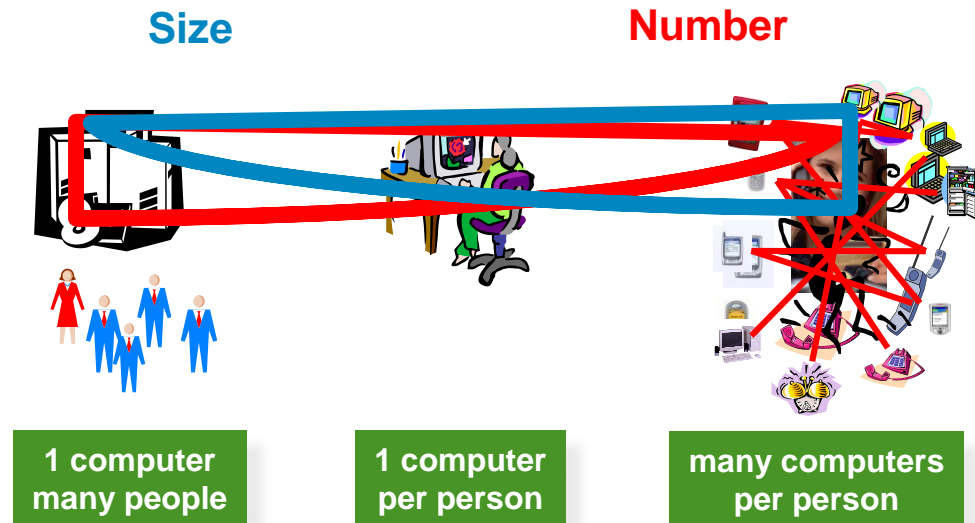 Size
Number
1 computer
many people
1 computer
per person
many computers
per person